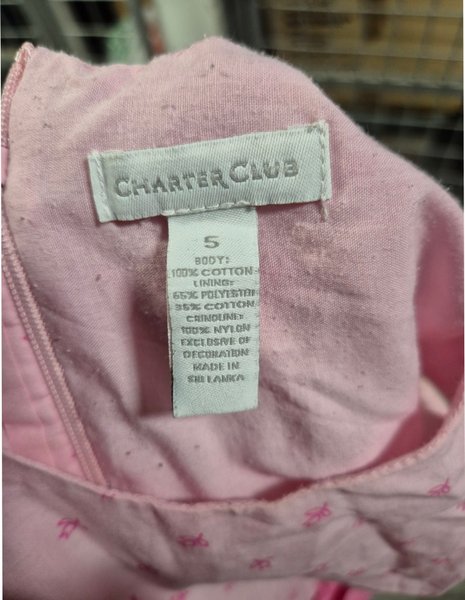 CHARTER CLUB
5
BODY:
100% COTTON
LINING:
65% POLYESTER
35% COTTON
CRINOLINE:
100% NYLON
EXCLUSIVE OF
DECORATION
MADE IN
SRI LANKA